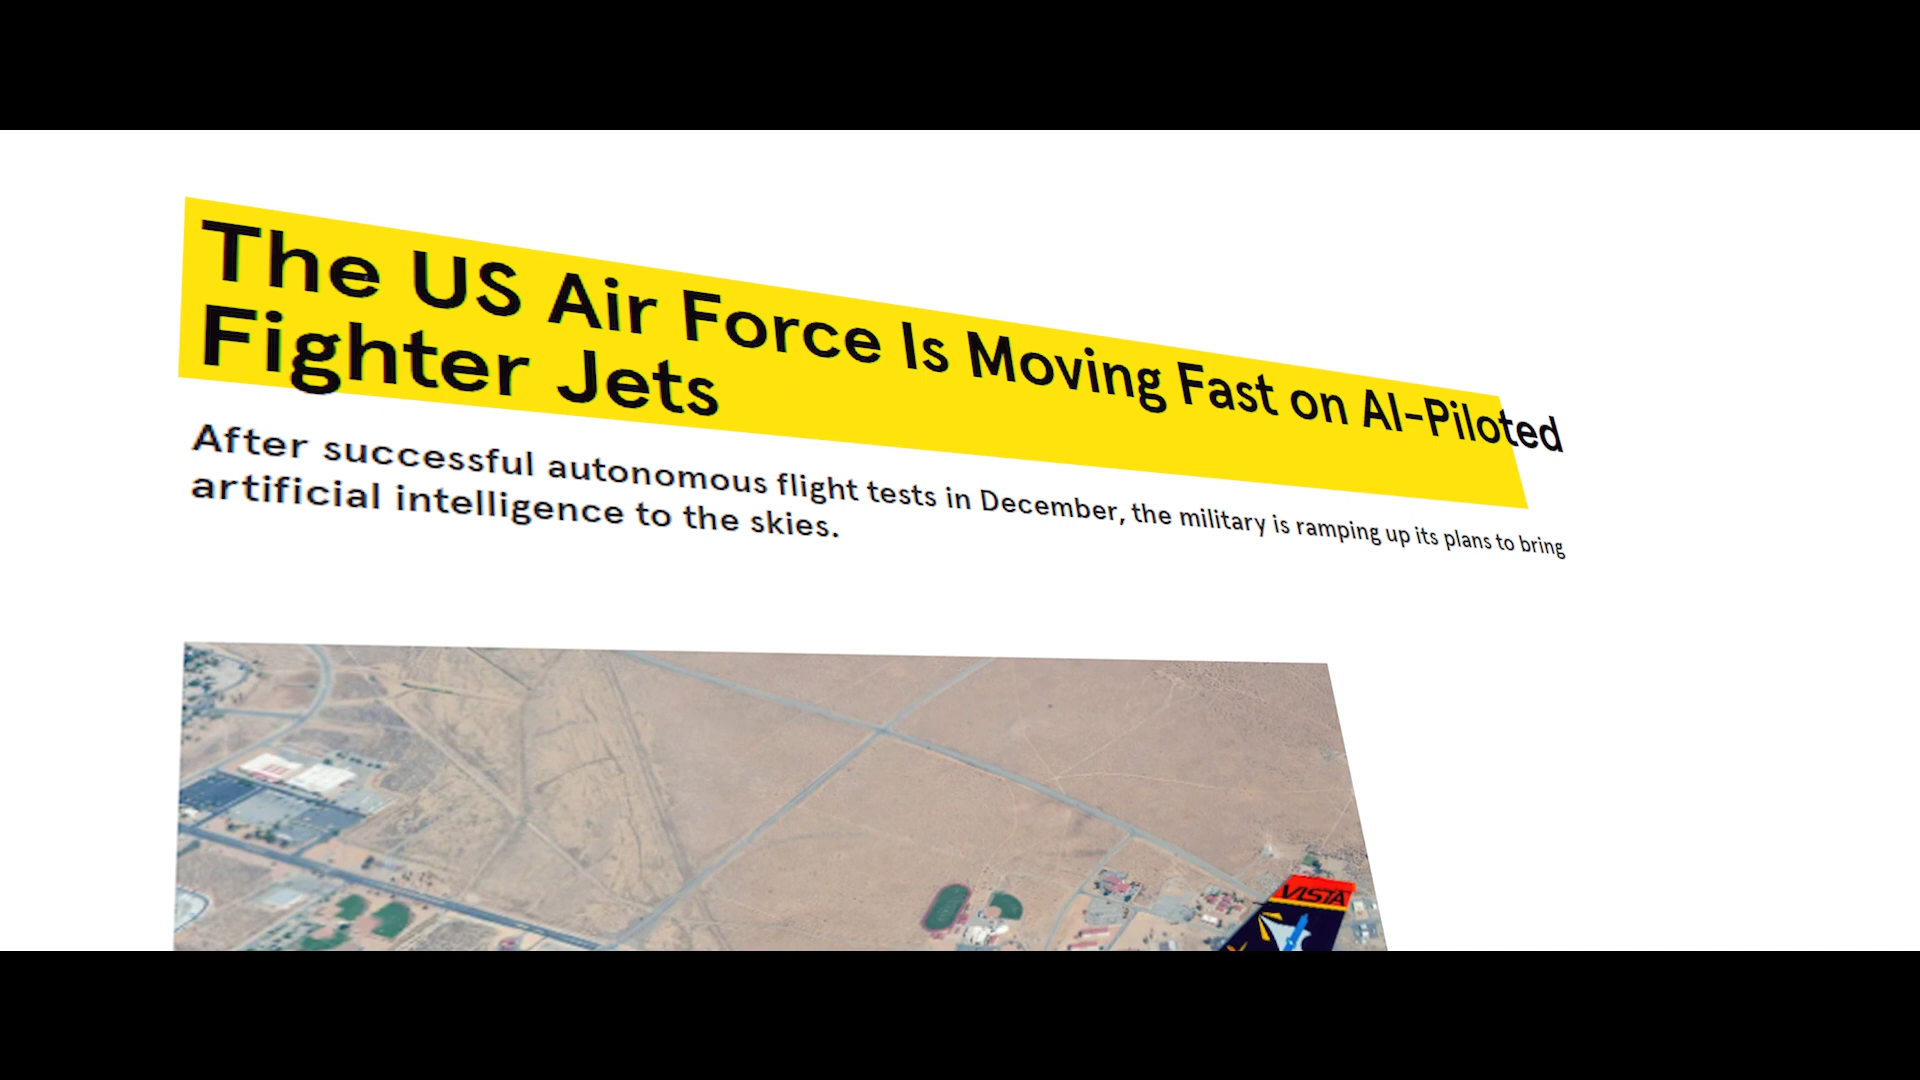 The US Air Force Is Moving Fast on AI-Piloted
Fighter Jets
After successful autonomous flight tests in December, the military is ramping up its plans to bring
artificial intelligence to the skies.
VISTA